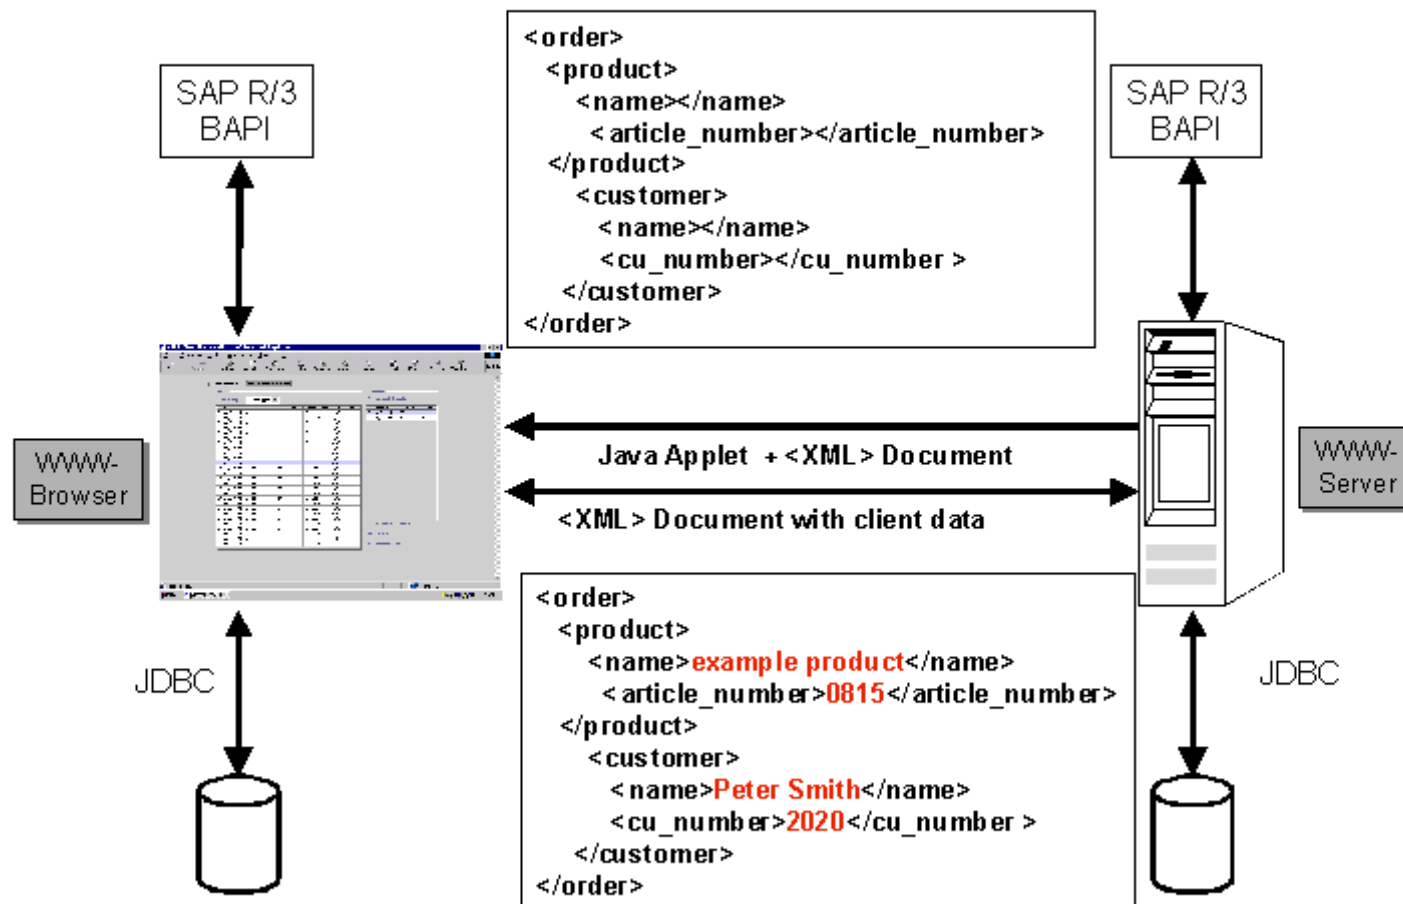 <order>
<product>
<name></name>
<article_number></article_number>
</product>
<customer>
<name></name>
<cu_number></cu_number >
</customer>
</order>
SAP R/3
BAPI
SAP R/3
BAPI
WWW-
Browser
Java Applet + <XML> Document
<XML> Document with client data
WWW-
Server
JDBC
<order>
<product>
<name>example product</name>
<article_number>0815</article_number>
</product>
<customer>
<name>Peter Smith</name>
<cu_number>2020</cu_number >
</customer>
</order>
JDBC